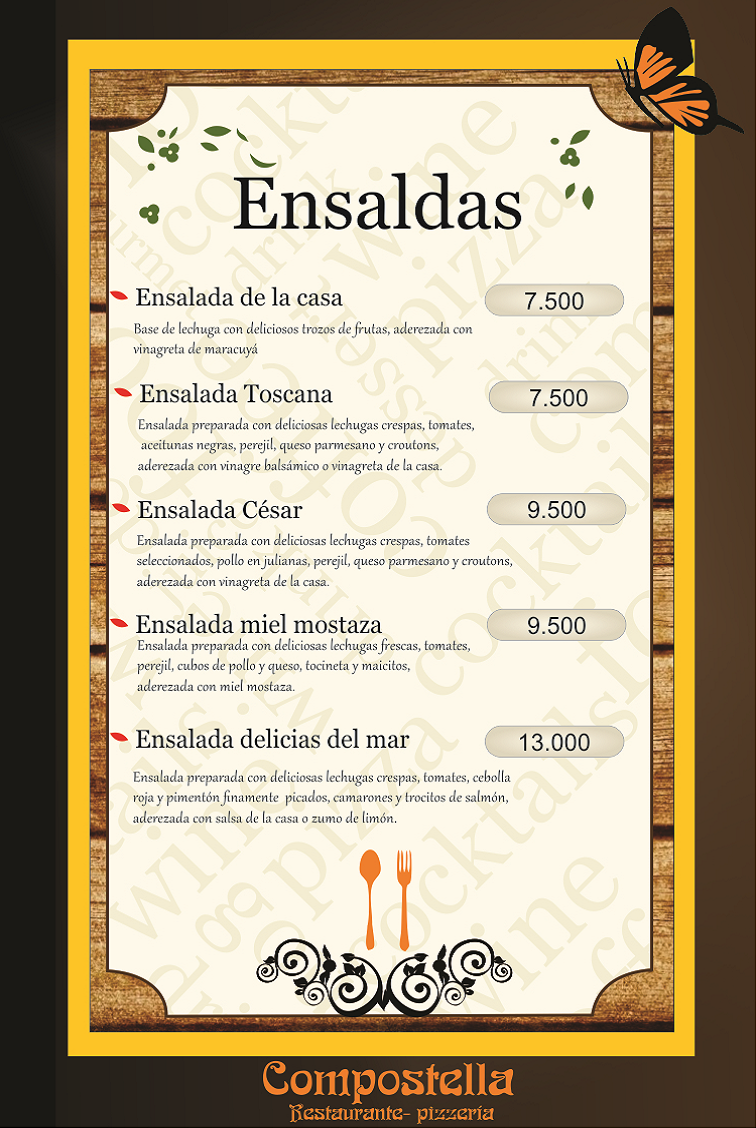 Ensaldas
Ensalada de la casa
7.500
Base de lechuga con deliciosos trozos de frutas, aderezada con
vinagreta de maracuyá
Ensalada Toscana
7.500
Ensalada preparada con deliciosas lechugas crespas, tomates,
aceitunas negras, perejil, queso parmesano y croutons,
aderezada con vinagre balsámico o vinagreta de la casa.
Ensalada César
9.500
Ensalada preparada con deliciosas lechugas crespas, tomates
seleccionados, pollo en julianas, perejil, queso parmesano y croutons,
aderezada con vinagreta de la casa.
Ensalada miel mostaza
9.500
Ensalada preparada con deliciosas lechugas frescas, tomates,
perejil, cubos de pollo y queso, tocineta y maicitos,
aderezada con miel mostaza.
Ensalada delicias del mar
13.000
Ensalada preparada con deliciosas lechugas crespas, tomates, cebolla
roja y pimentón finamente picados, camarones y trocitos de salmón,
aderezada con salsa de la casa o zumo de limón.
Compostella
Restaurante- pizzería